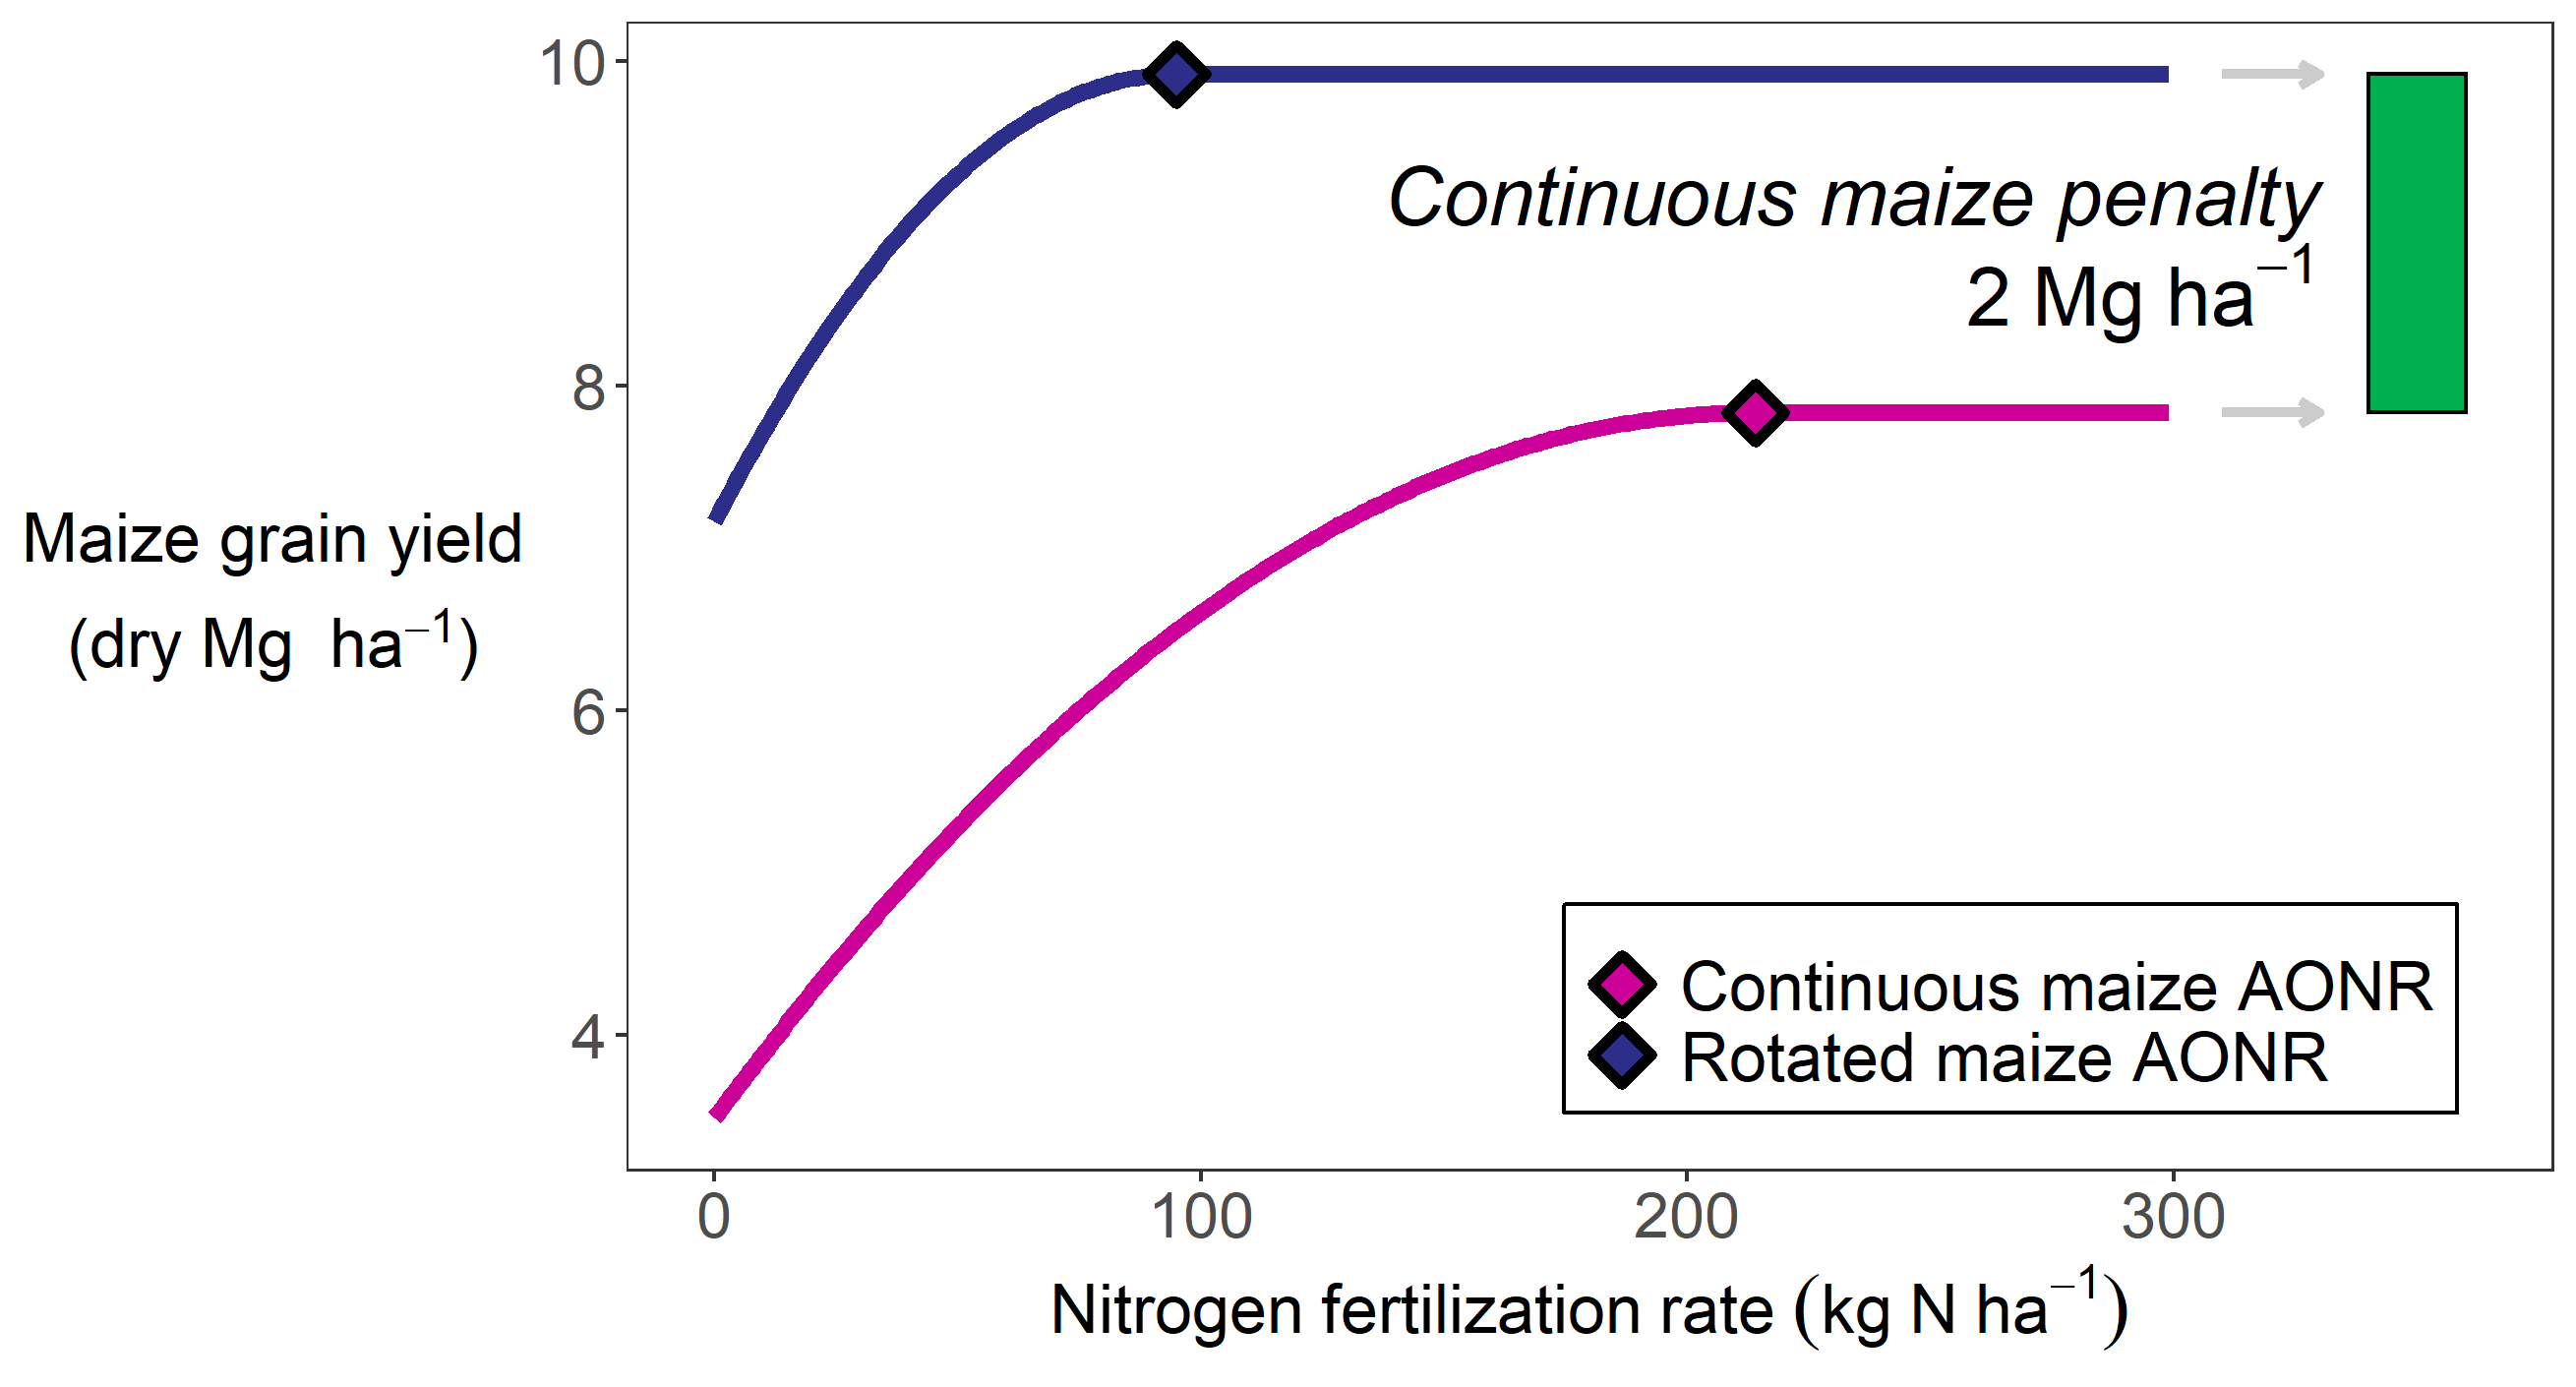 10
8
6
4
Maize grain yield
(dry Mg ha⁻¹)
Continuous maize penalty
2 Mg ha⁻¹
Continuous maize AONR
Rotated maize AONR
0 100 200 300
Nitrogen fertilization rate (kg N ha⁻¹)